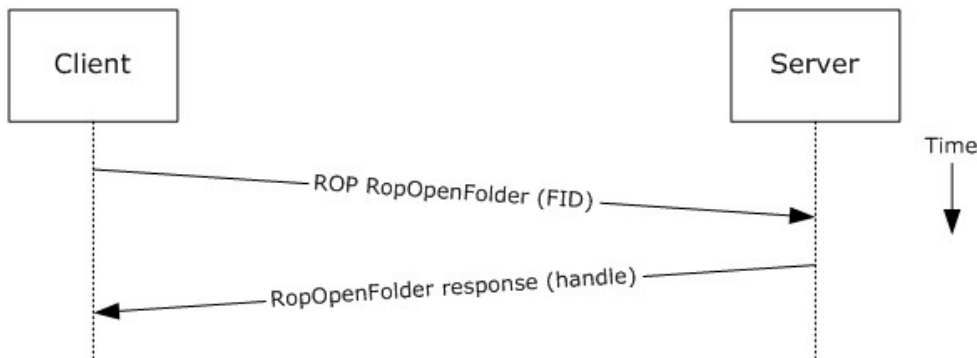 Client
Server
Time
ROP RopOpenFolder (FID)
RopOpenFolder response (handle)